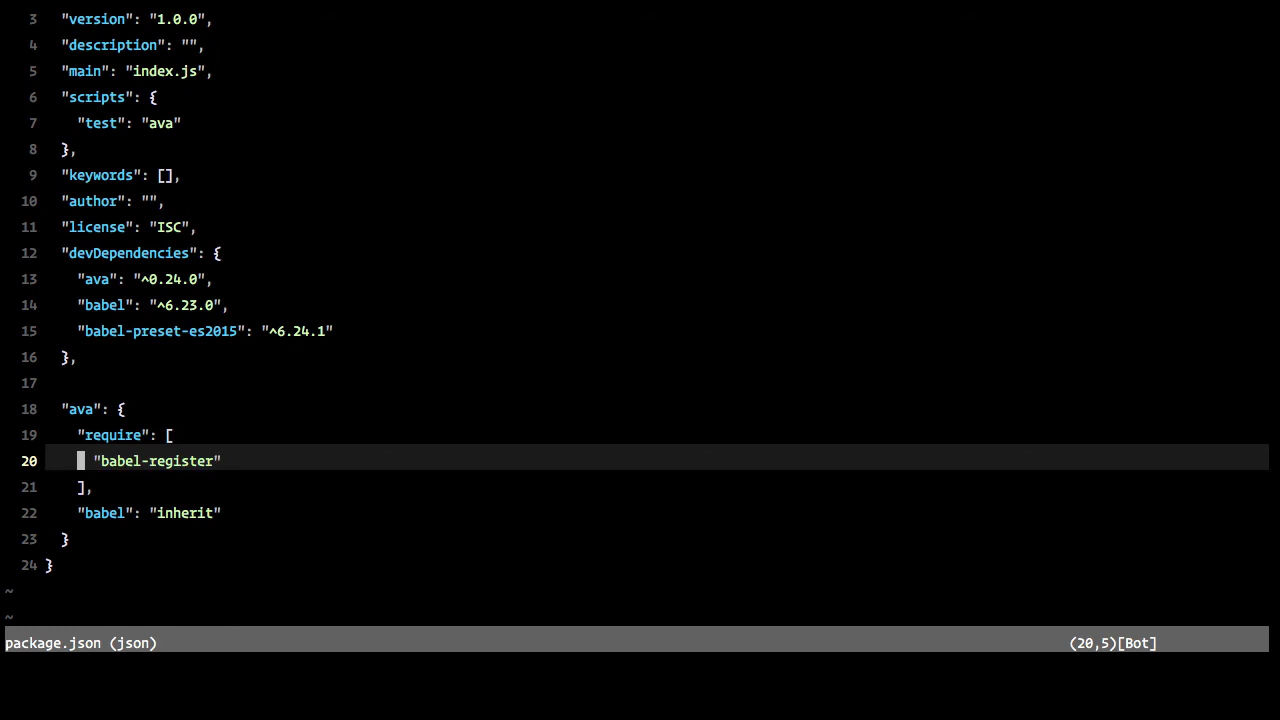 3 "version": "1.0.0",
4 "description": "",
5 "main": "index.js",
6 "scripts": {
7 "test": "ava"
8 },
9 "keywords": [],
10 "author": "",
11 "license": "ISC",
12 "devDependencies": {
13 "ava": "^0.24.0",
14 "babel": "^6.23.0",
15 "babel-preset-es2015": "^6.24.1"
16 },
17
18 "ava": {
19 "require": [
20 "babel-register"
21 ],
22 "babel": "inherit"
23 }
24 }
~
~
package.json (json) (20,5)[Bot]